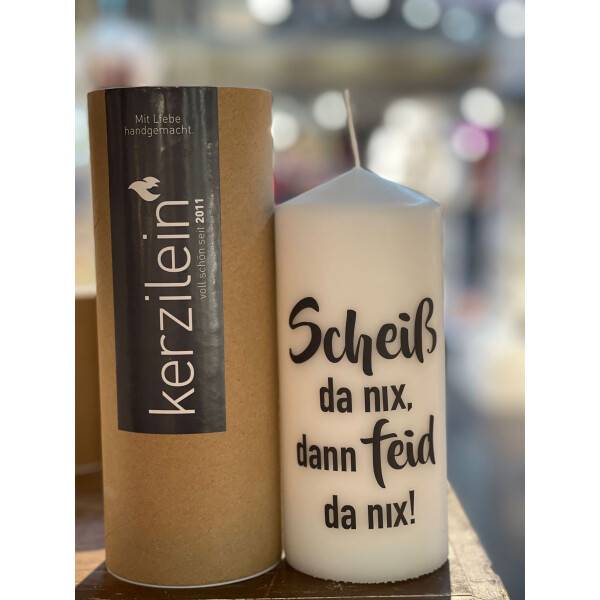 Mit Liebe
handgemacht.
kerzilein
voll schön seit 2011
Scheiß
da nix,
dann feid
da nix!